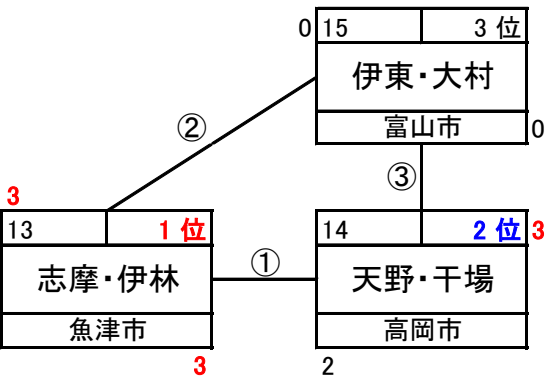 0 15 3 位
伊東・大村
富山市 0
②
③
3
13 1 位
志摩・伊林
魚津市
3
①
14 2 位 3
天野・干場
高岡市
2